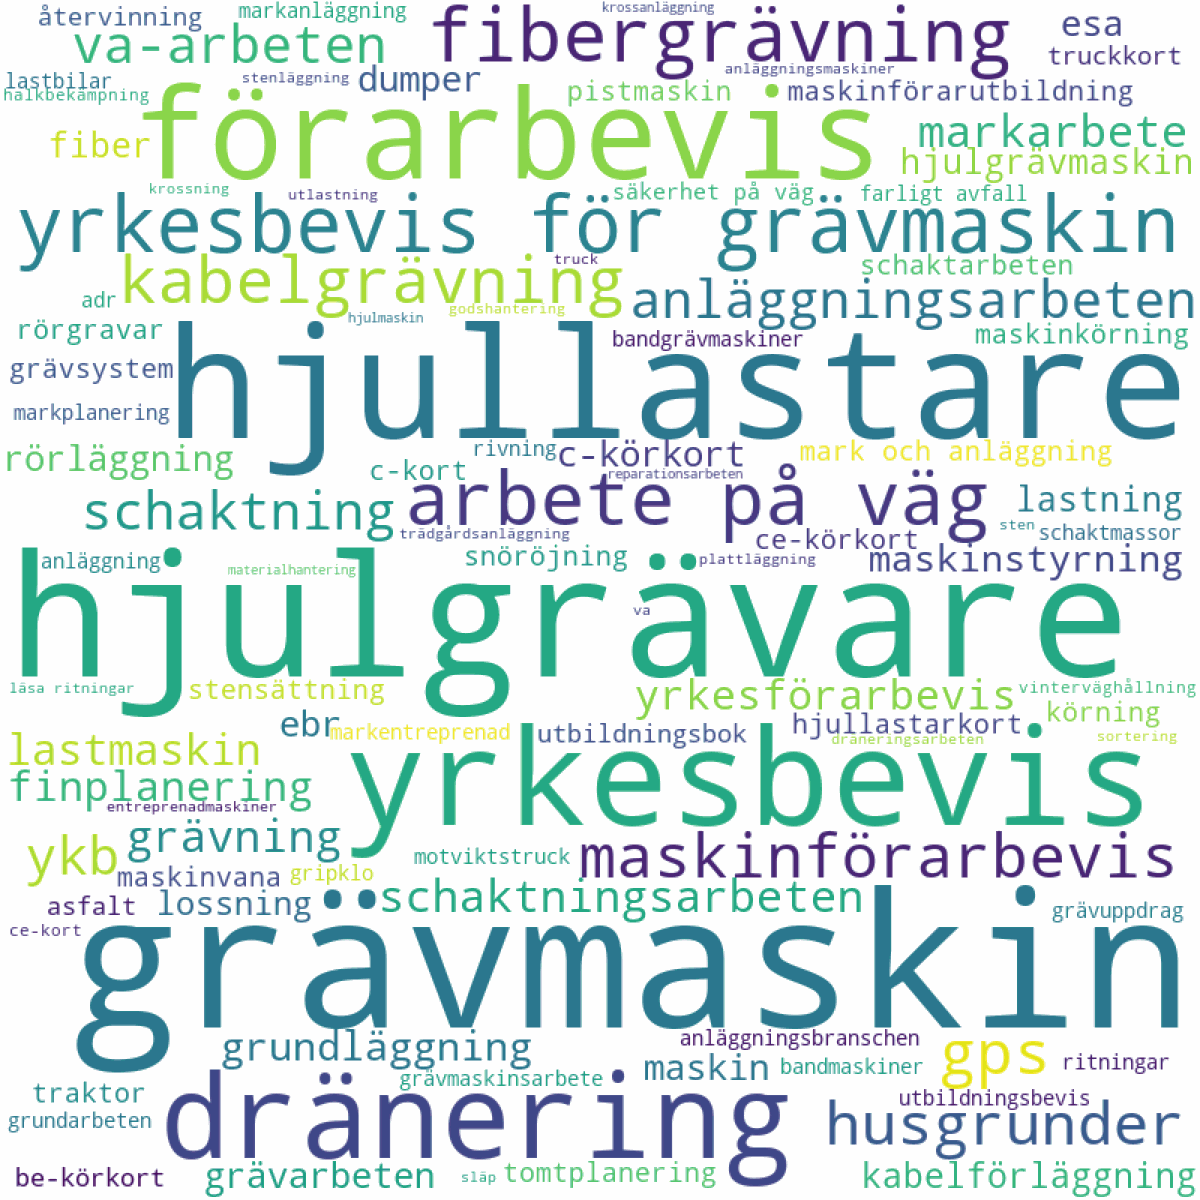 återvinning markanläggning krossanläggning
va-arbeten fibergrävning esa
truckkort
lastbilar stenläggning dumper anläggningsmaskiner
halkbekämpning förarbevis pistmaskin maskinförarutbildning
fiber markarbete
hjulgrävmaskin
krossning utlastning säkerhet på väg farligt avfall
yrkesbevis för grävmaskin
kabelgrävning truck schaktarbeten
adr godshantering anläggningsarbeten
rörgravar hjulmaskin bandgrävmaskiner maskinkörning
grävsystem hjullastare
markplanering
rörläggning c-kort rivning c-körkort mark och anläggning
reparationsarbeten
schaktning arbete på väg lastning
trädgårdsanläggning ce-körkort sten schaktmassor
anläggning snöröjning plattläggning maskinstyrning
materialhantering
hjulgrävare
va
läsa ritningar stensättning yrkesförarbevis vinterväghållning
ebr markentreprenad utbildningsbok hjullastarkort körning
dräneringsarbeten sortering
lastmaskin yrkesbevis
finplanering
entreprenadmaskiner
ykb grävning motviktstruck maskinförarbevis
maskinvana gripklo
asfalt lossning schaktningsarbeten grävuppdrag
ce-kort
grävmaskin
grundläggning anläggningsbranschen
maskin bandmaskiner gps ritningar
traktor grävmaskinsarbete utbildningsbevis
grundarbeten dränering husgrunder
be-körkort grävarbeten släp tomtplanering kabelförläggning